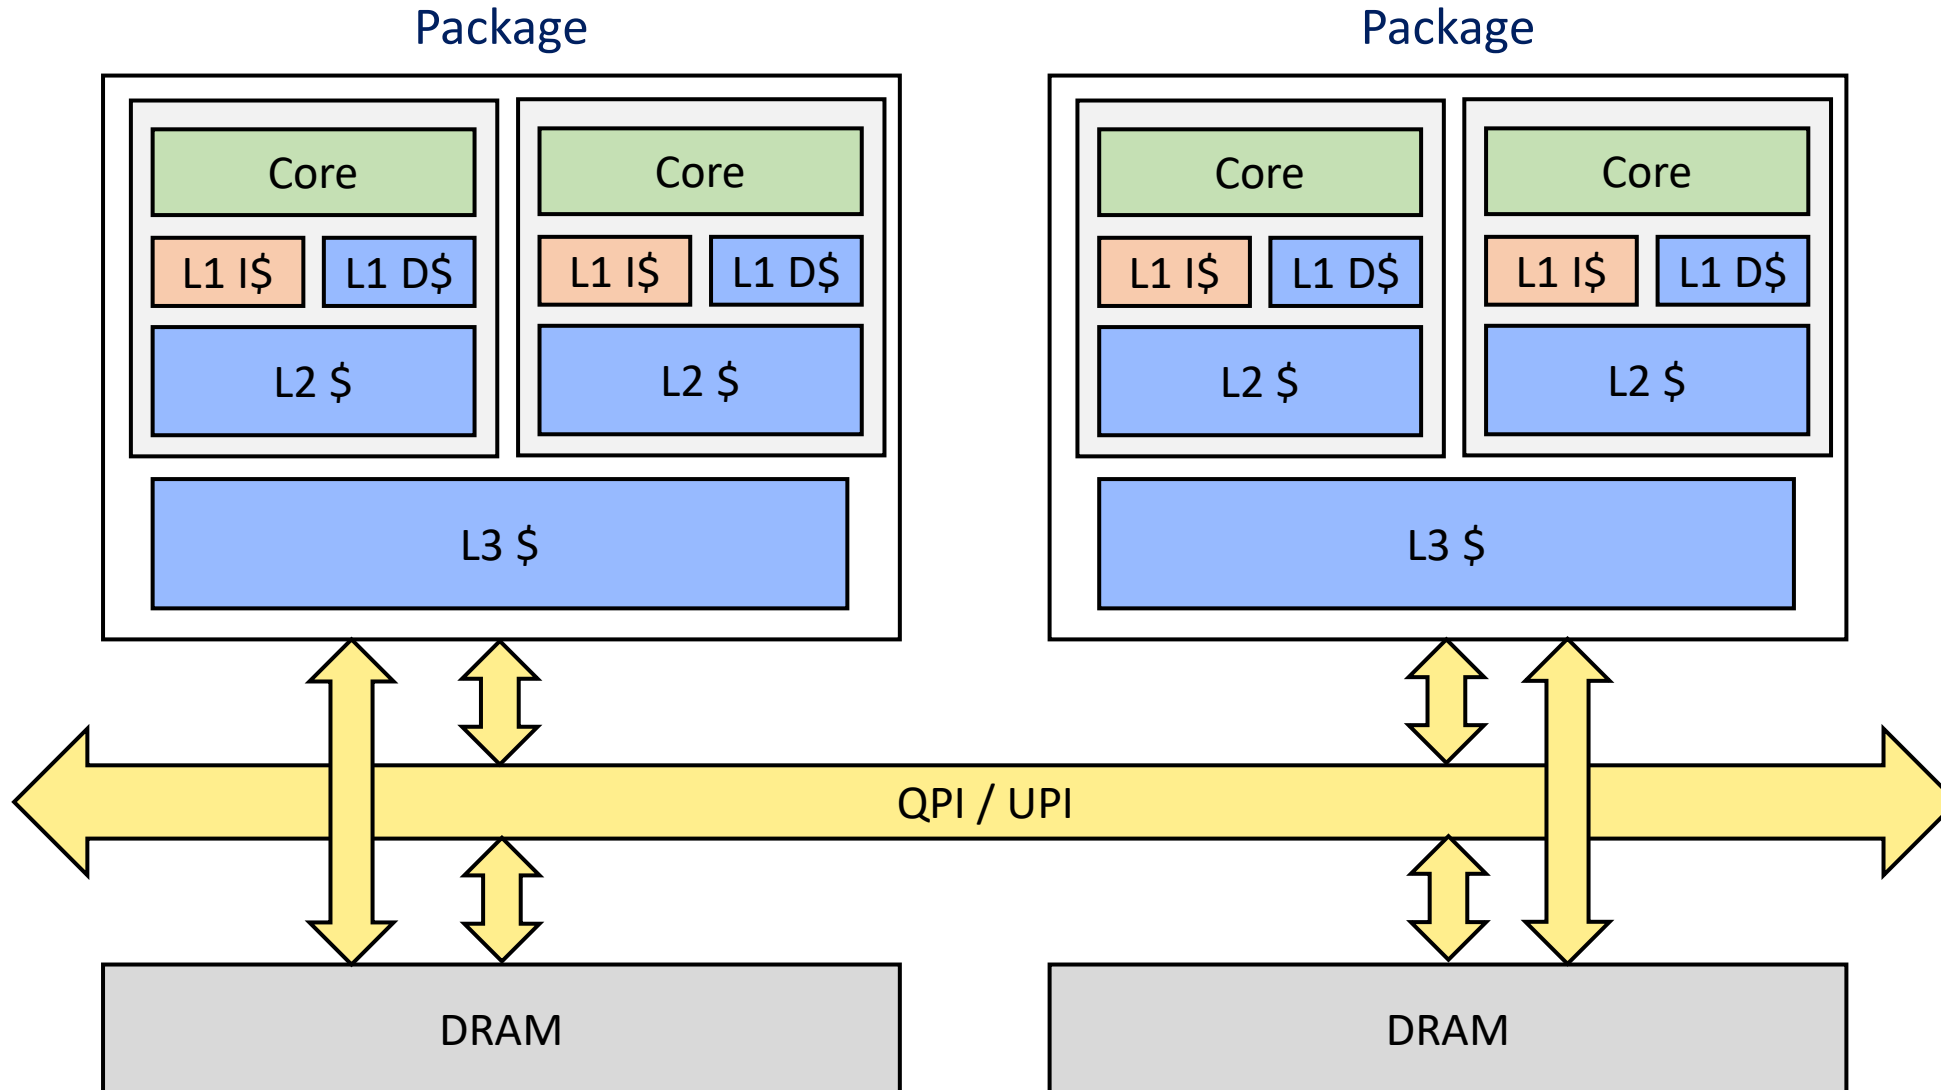 Package
Package
Core
Core
Core
Core
L1 I$
L1 D$
L1 I$
L1 D$
L1 I$
L1 D$
L1 I$
L1 D$
L2 $
L2 $
L2 $
L2 $
L3 $
L3 $
QPI / UPI
DRAM
DRAM